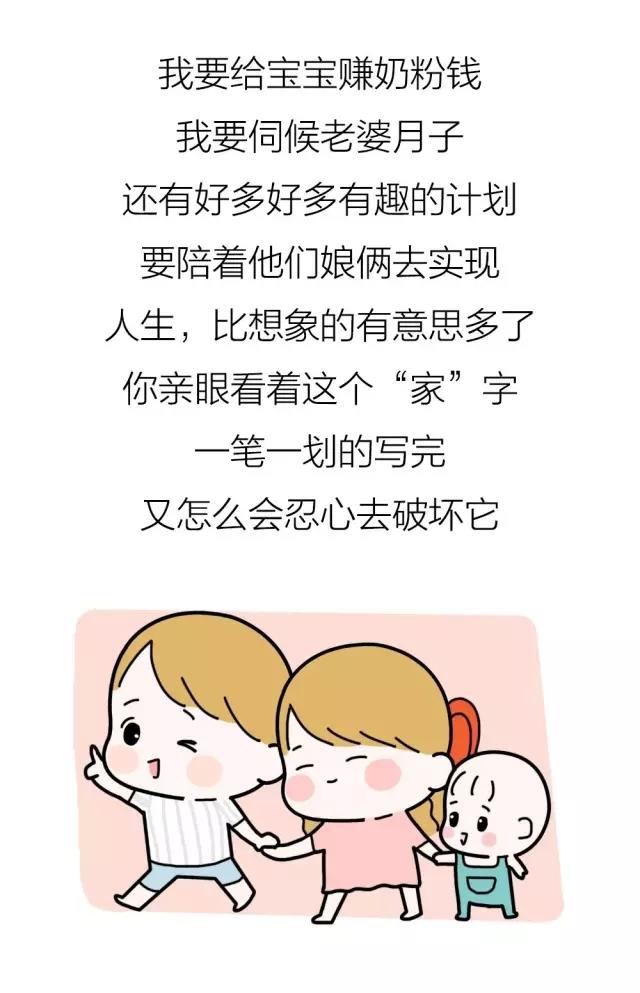 我要给宝宝赚奶粉钱
我要伺候老婆月子
还有好多好多有趣的计划
要陪着他们娘俩去实现
人生，比想象的有意思多了
你亲眼看着这个“家”字
一笔一划的写完
又怎么会忍心去破坏它